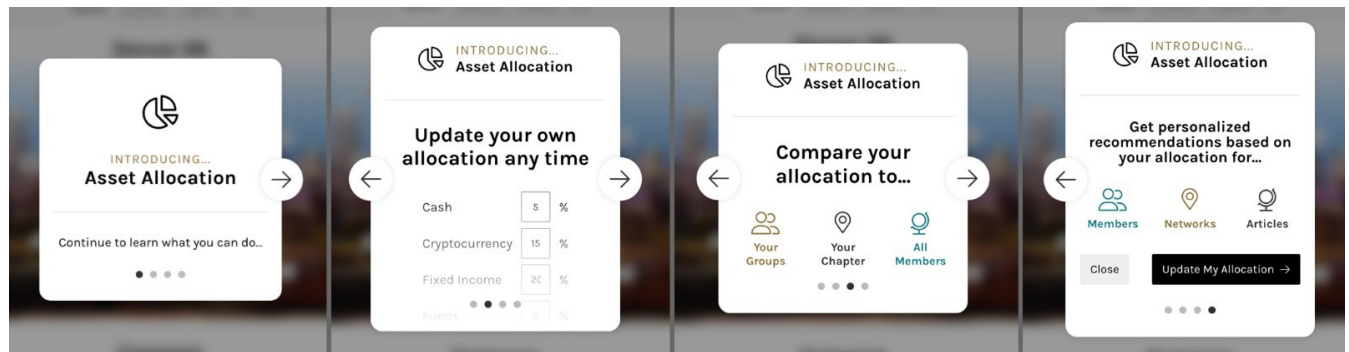 INTRODUCING...
Asset Allocation
Continue to learn what you can do...
INTRODUCING...
Asset Allocation
Update your own
allocation any time
Cash 5 %
Cryptocurrency 15 %
Fixed Income 20 %
Funds %
INTRODUCING...
Asset Allocation
Compare your
allocation to...
Your
Groups
Your
Chapter
All
Members
INTRODUCING...
Asset Allocation
Get personalized
recommendations based on
your allocation for...
Members
Networks
Articles
Close
Update My Allocation →